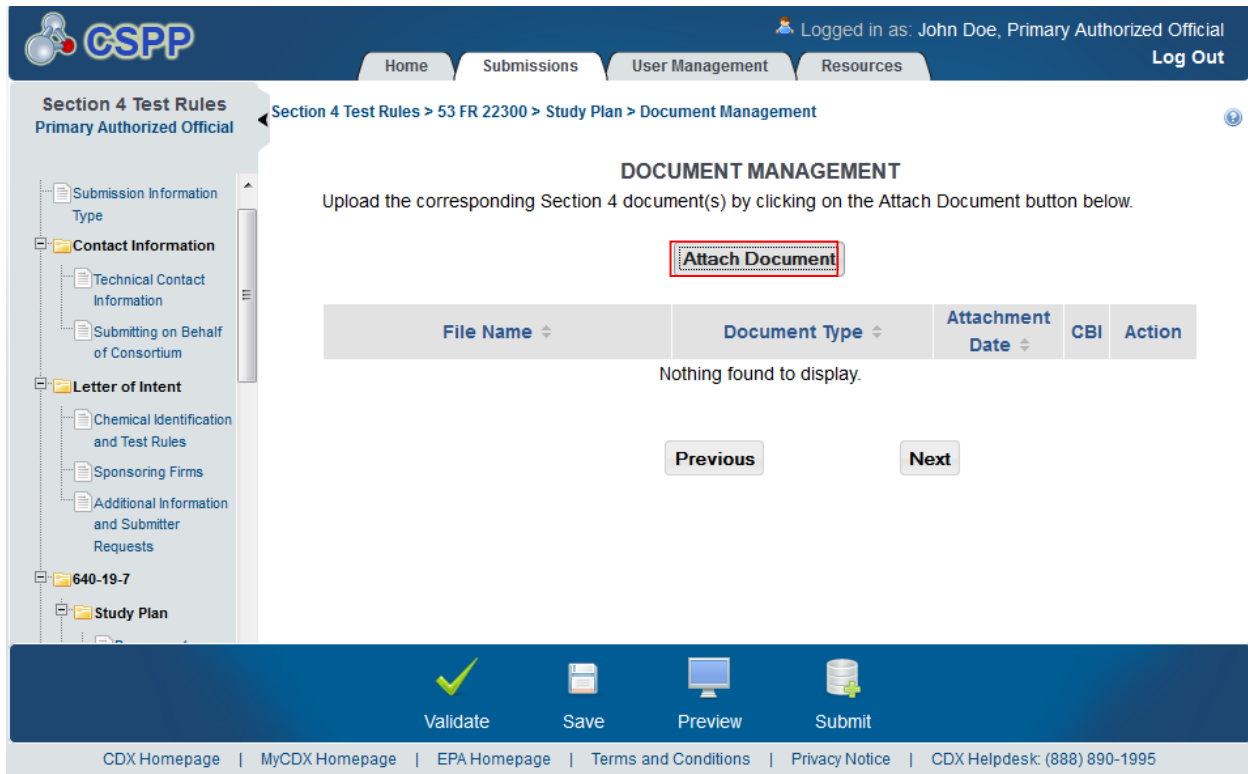 CSPP
Logged in as: John Doe, Primary Authorized Official
Log Out
Home
Submissions
User Management
Resources
Section 4 Test Rules
Primary Authorized Official
Section 4 Test Rules > 53 FR 22300 > Study Plan > Document Management
Submission Information
Type
Contact Information
Technical Contact
Information
Submitting on Behalf
of Consortium
Letter of Intent
Chemical Identification
and Test Rules
Sponsoring Firms
Additional Information
and Submitter
Requests
640-19-7
Study Plan
DOCUMENT MANAGEMENT
Upload the corresponding Section 4 document(s) by clicking on the Attach Document button below.
Attach Document
File Name
Document Type
Attachment
Date
CBI
Action
Nothing found to display.
Previous
Next
Validate
Save
Preview
Submit
CDX Homepage | MyCDX Homepage | EPA Homepage | Terms and Conditions | Privacy Notice | CDX Helpdesk: (888) 890-1995